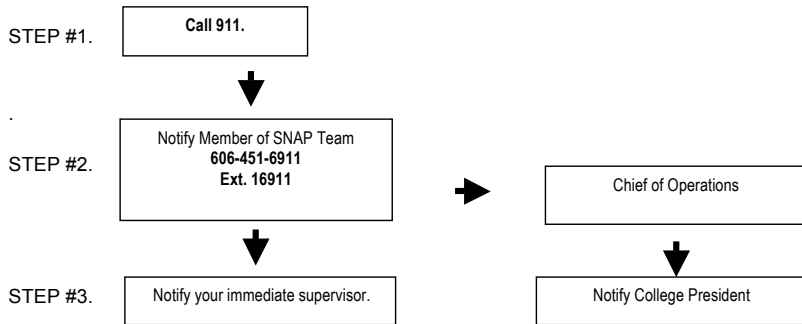 STEP #1.
Call 911.
.
STEP #2.
Notify Member of SNAP Team
606-451-6911
Ext. 16911
Chief of Operations
STEP #3.
Notify your immediate supervisor.
Notify College President